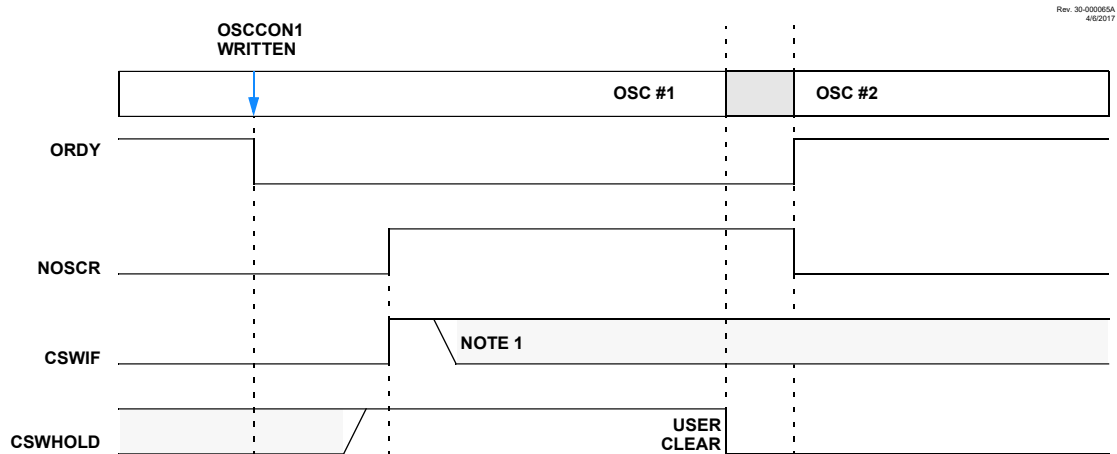 Rev. 30-000065A
4/6/2017
OSCCON1
WRITTEN
OSC #1
OSC #2
ORDY
NOSCR
CSWIF
NOTE 1
CSWHOLD
USER
CLEAR